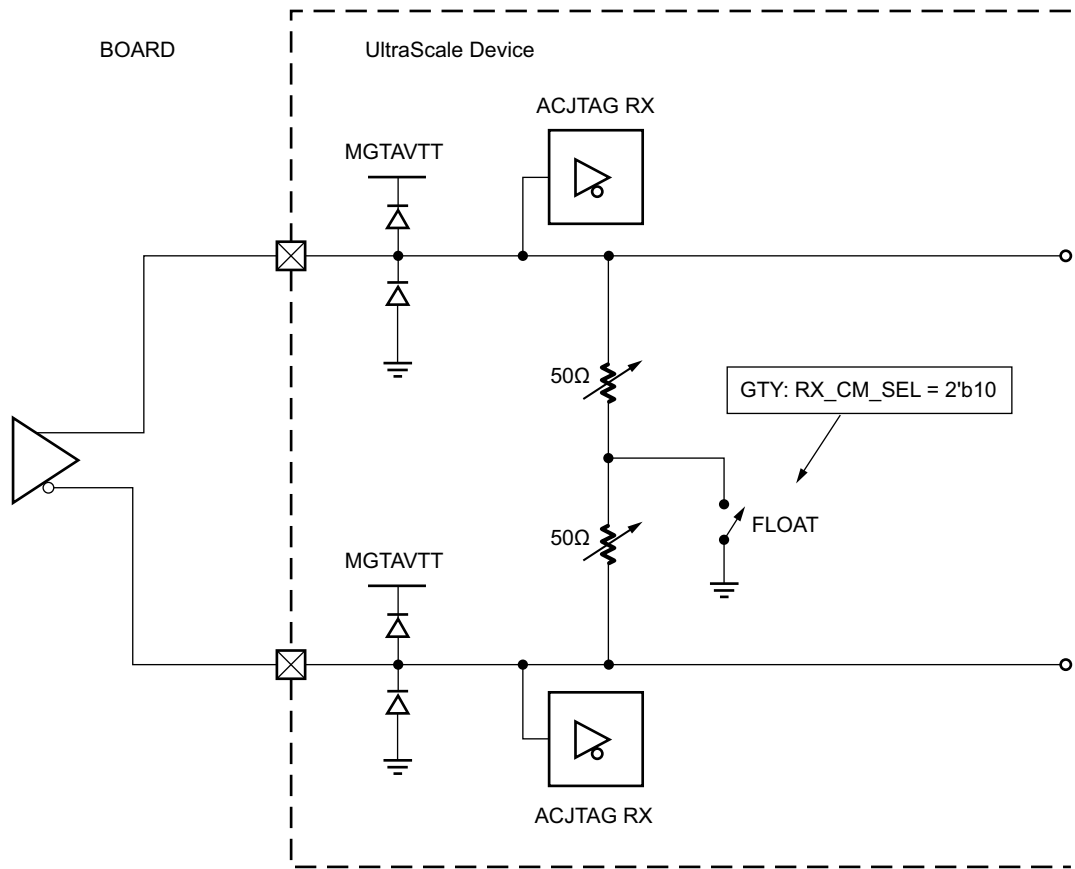 BOARD
UltraScale Device
ACJTAG RX
MGTAVTT
50Ω
GTY: RX_CM_SEL = 2'b10
50Ω
FLOAT
MGTAVTT
ACJTAG RX